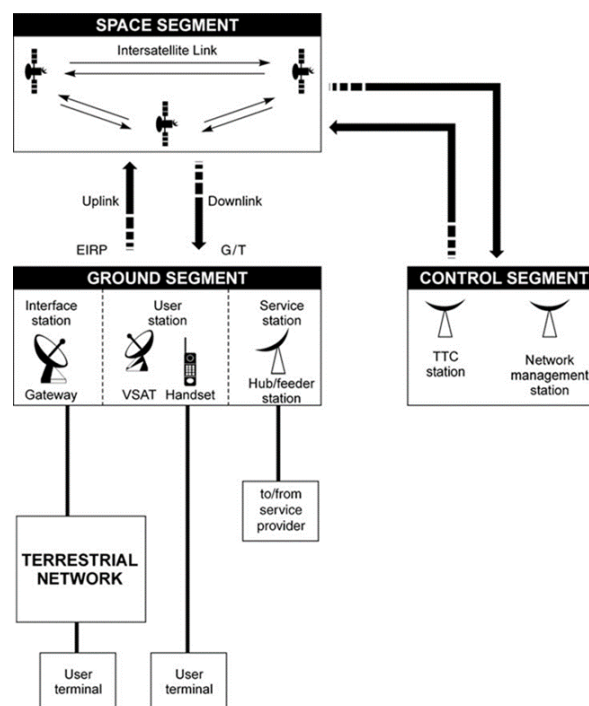 SPACE SEGMENT
Intersatellite Link
Uplink
Downlink
EIRP
G/T
GROUND SEGMENT
Interface
station
Gateway
User
station
VSAT
Handset
Service
station
Hub/feeder
station
CONTROL SEGMENT
TTC
station
Network
management
station
to/from
service
provider
TERRESTRIAL
NETWORK
User
terminal
User
terminal